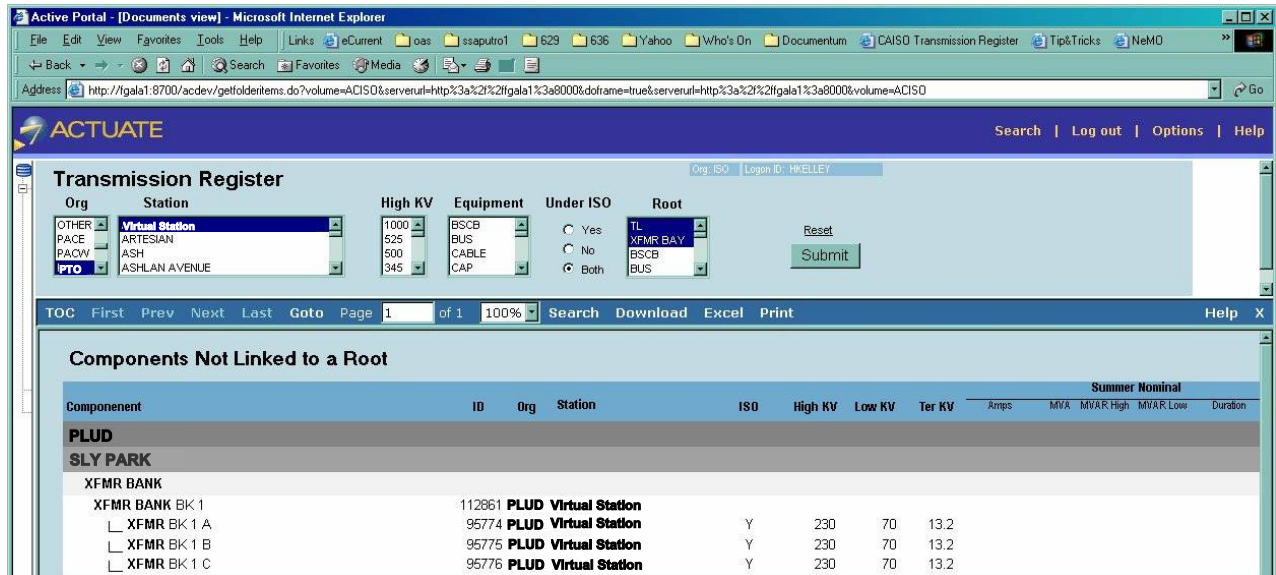 Active Portal - [Documents view] - Microsoft Internet Explorer
File Edit View Favorites Tools Help Links eCurrent oas ssaputro1 629 636 Yahoo Who's On Documentum CAISO Transmission Register Tip&Tricks NeMO »
Back Search Favorites Media
Address http://fgala1:8700/acdev/getfolderitems.do?volume=ACISO&serverurl=http%3a%2f%2ffgala1%3a8000&doframe=true&serverurl=http%3a%2f%2ffgala1%3a8000&volume=ACISO Go
ACTUATE Search | Log out | Options | Help
Org: ISO Logon ID: HKELLEY
Transmission Register
Org Station High KV Equipment Under ISO Root
OTHER Virtual Station 1000 BSCB Yes TL Reset
PACE ARTESIAN 525 BUS No XFMR BAY Submit
PACW ASH 500 CABLE Both BSCB
PTO ASHLAN AVENUE 345 CAP BUS
TOC First Prev Next Last Goto Page 1 of 1 100% Search Download Excel Print Help X
Components Not Linked to a Root
Summer Nominal
Componenent ID Org Station ISO High KV Low KV Ter KV Amps MVA MVAR High MVAR Low Duration
PLUD
SLY PARK
XFMR BANK
XFMR BANK BK 1 112861 PLUD Virtual Station
XFMR BK 1 A 95774 PLUD Virtual Station Y 230 70 13.2
XFMR BK 1 B 95775 PLUD Virtual Station Y 230 70 13.2
XFMR BK 1 C 95776 PLUD Virtual Station Y 230 70 13.2